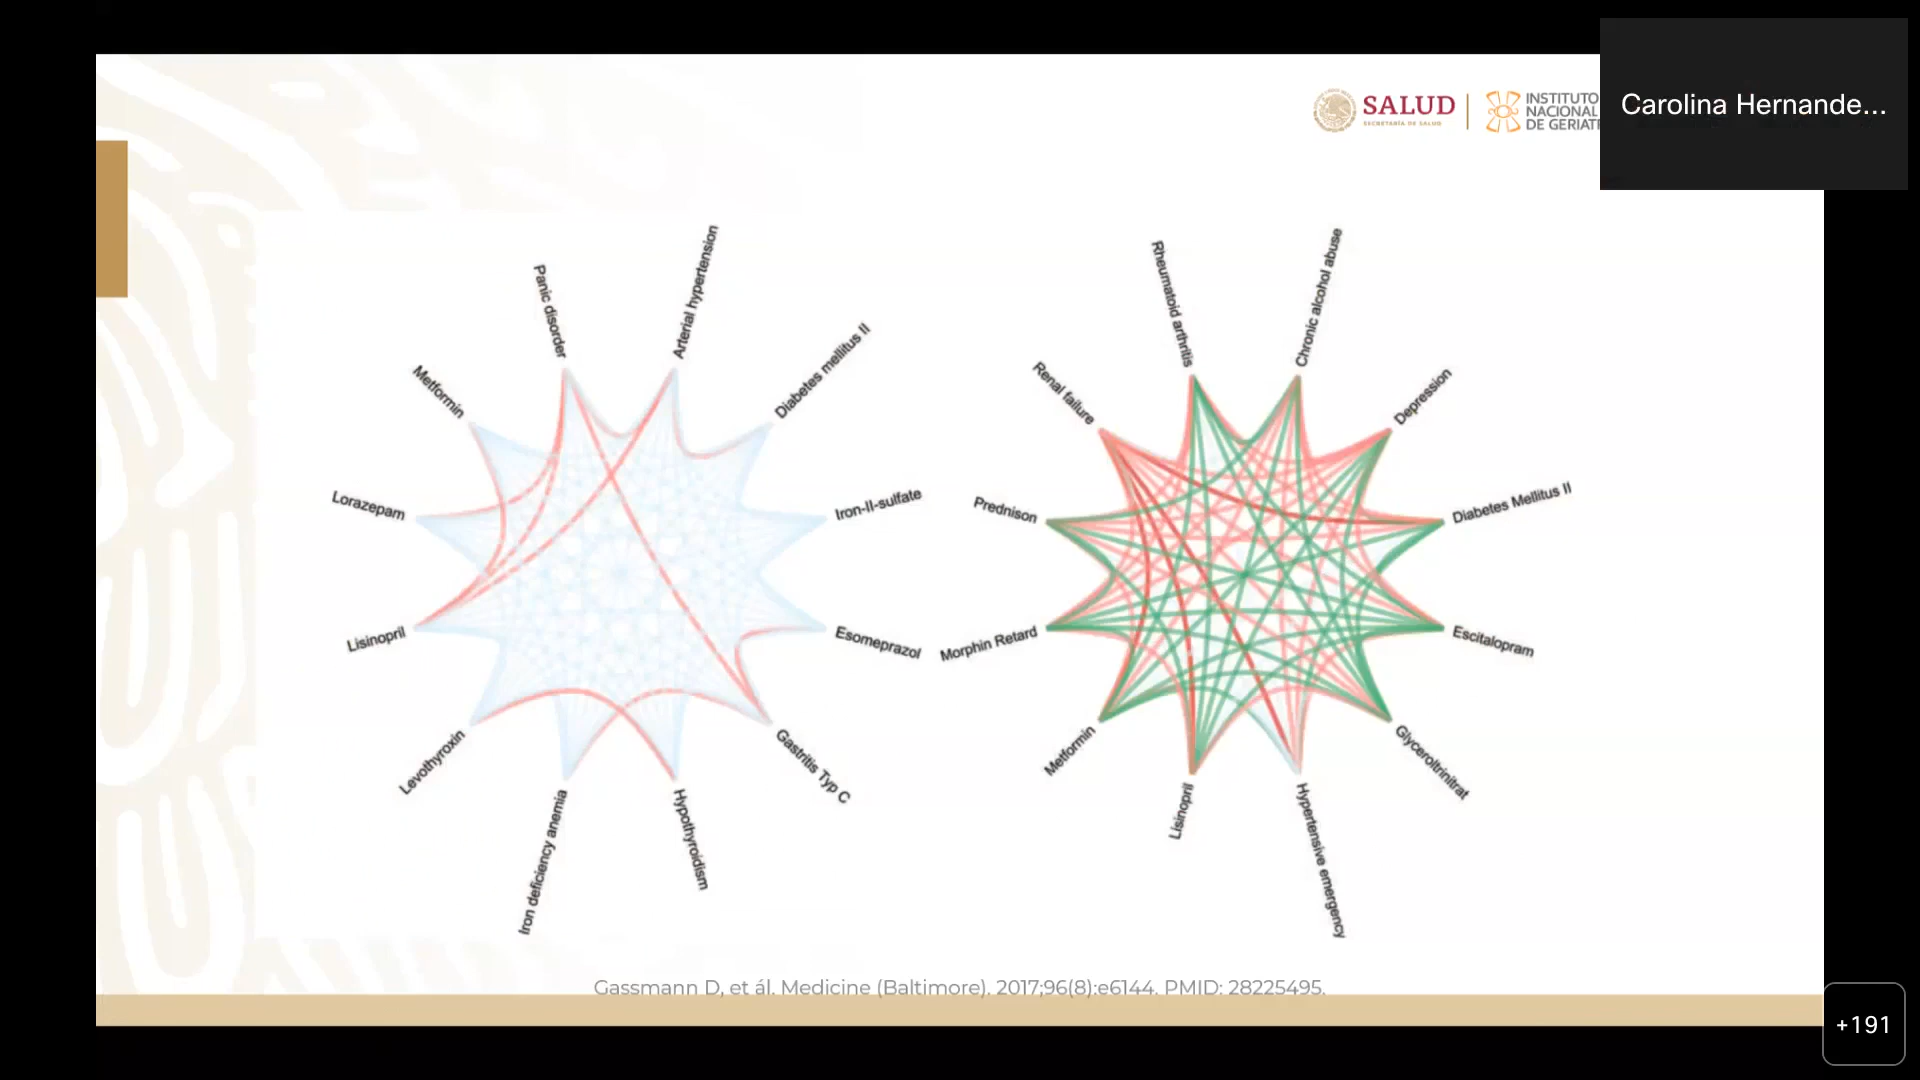 SALUD
SECRETARÍA DE SALUD
INSTITUTO
NACIONAL
DE GERIATR
Carolina Hernande...
Panic disorder
Arterial hypertension
Diabetes mellitus II
Iron-II-sulfate
Esomeprazol
Gastritis Typ C
Hypothyroidism
Iron deficiency anemia
Levothyroxin
Lisinopril
Lorazepam
Metformin
Rheumatoid arthritis
Chronic alcohol abuse
Depression
Diabetes Mellitus II
Escitalopram
Glyceroltrinitrat
Hypertensive emergency
Lisinopril
Metformin
Morphin Retard
Prednison
Renal failure
Gassmann D, et ál. Medicine (Baltimore). 2017;96(8):e6144. PMID: 28225495.
+191